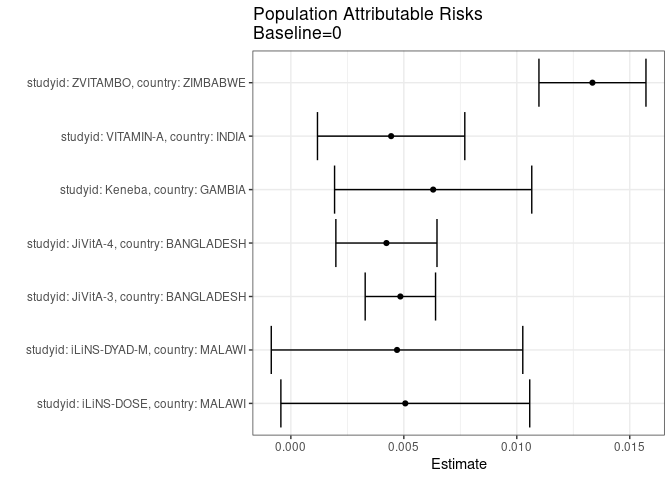 Population Attributable Risks
Baseline=0
studyid: ZVITAMBO, country: ZIMBABWE
studyid: VITAMIN-A, country: INDIA
studyid: Keneba, country: GAMBIA
studyid: JiVitA-4, country: BANGLADESH
studyid: JiVitA-3, country: BANGLADESH
studyid: iLiNS-DYAD-M, country: MALAWI
studyid: iLiNS-DOSE, country: MALAWI
0.000 0.005 0.010 0.015
Estimate